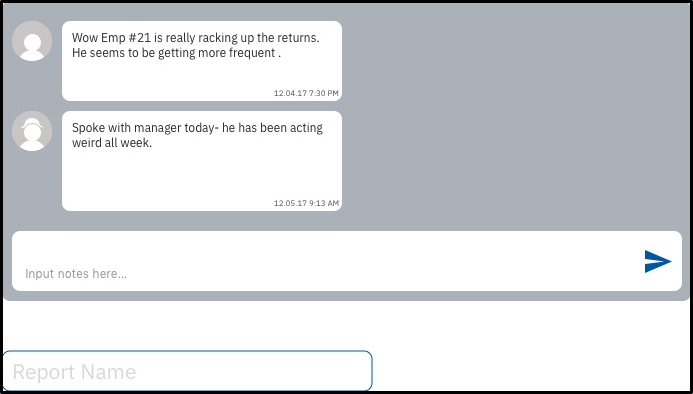 Wow Emp #21 is really racking up the returns.
He seems to be getting more frequent .
12.04.17 7:30 PM
Spoke with manager today- he has been acting
weird all week.
12.05.17 9:13 AM
Input notes here...
Report Name